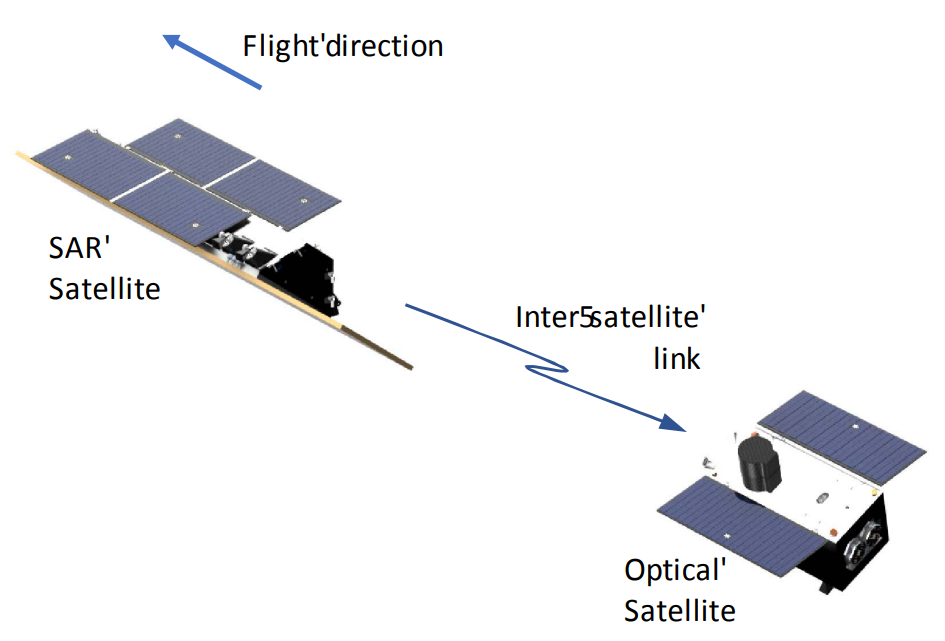 Flight'direction
SAR'
Satellite
Inter5satellite'
link
Optical'
Satellite